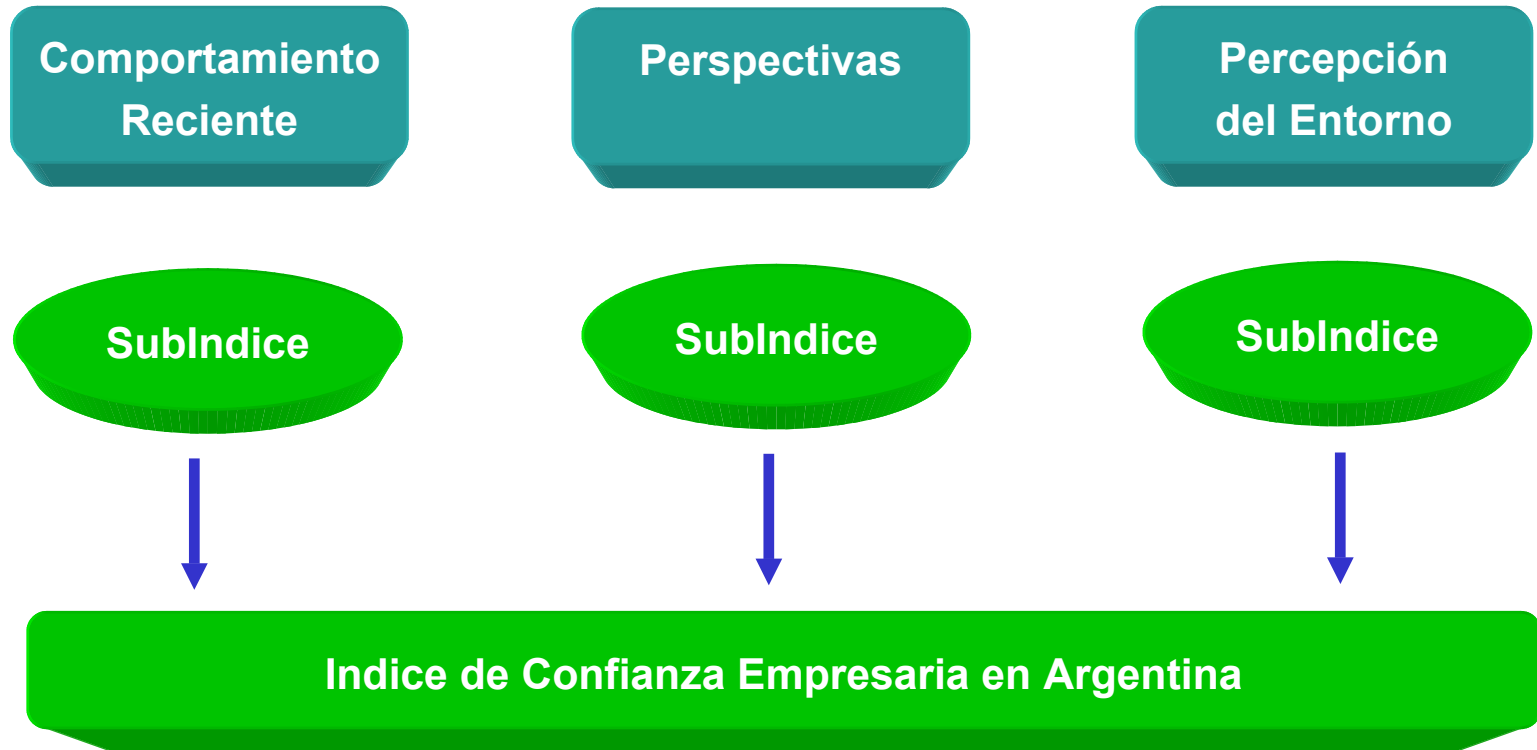 Comportamiento
Reciente
Perspectivas
Percepción
del Entorno
SubIndice
SubIndice
SubIndice
Indice de Confianza Empresaria en Argentina